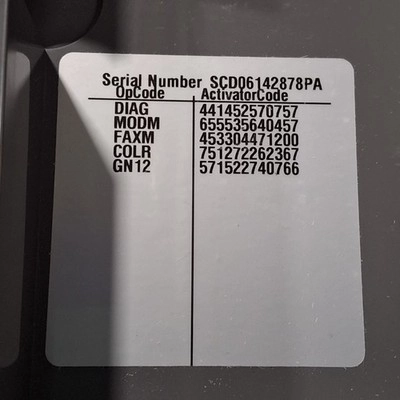 Serial Number SCD06142878PA
OpCode ActivatorCode
DIAG 441452570757
MODM 655535640457
FAXM 453304471200
COLR 751272262367
GN12 571522740766